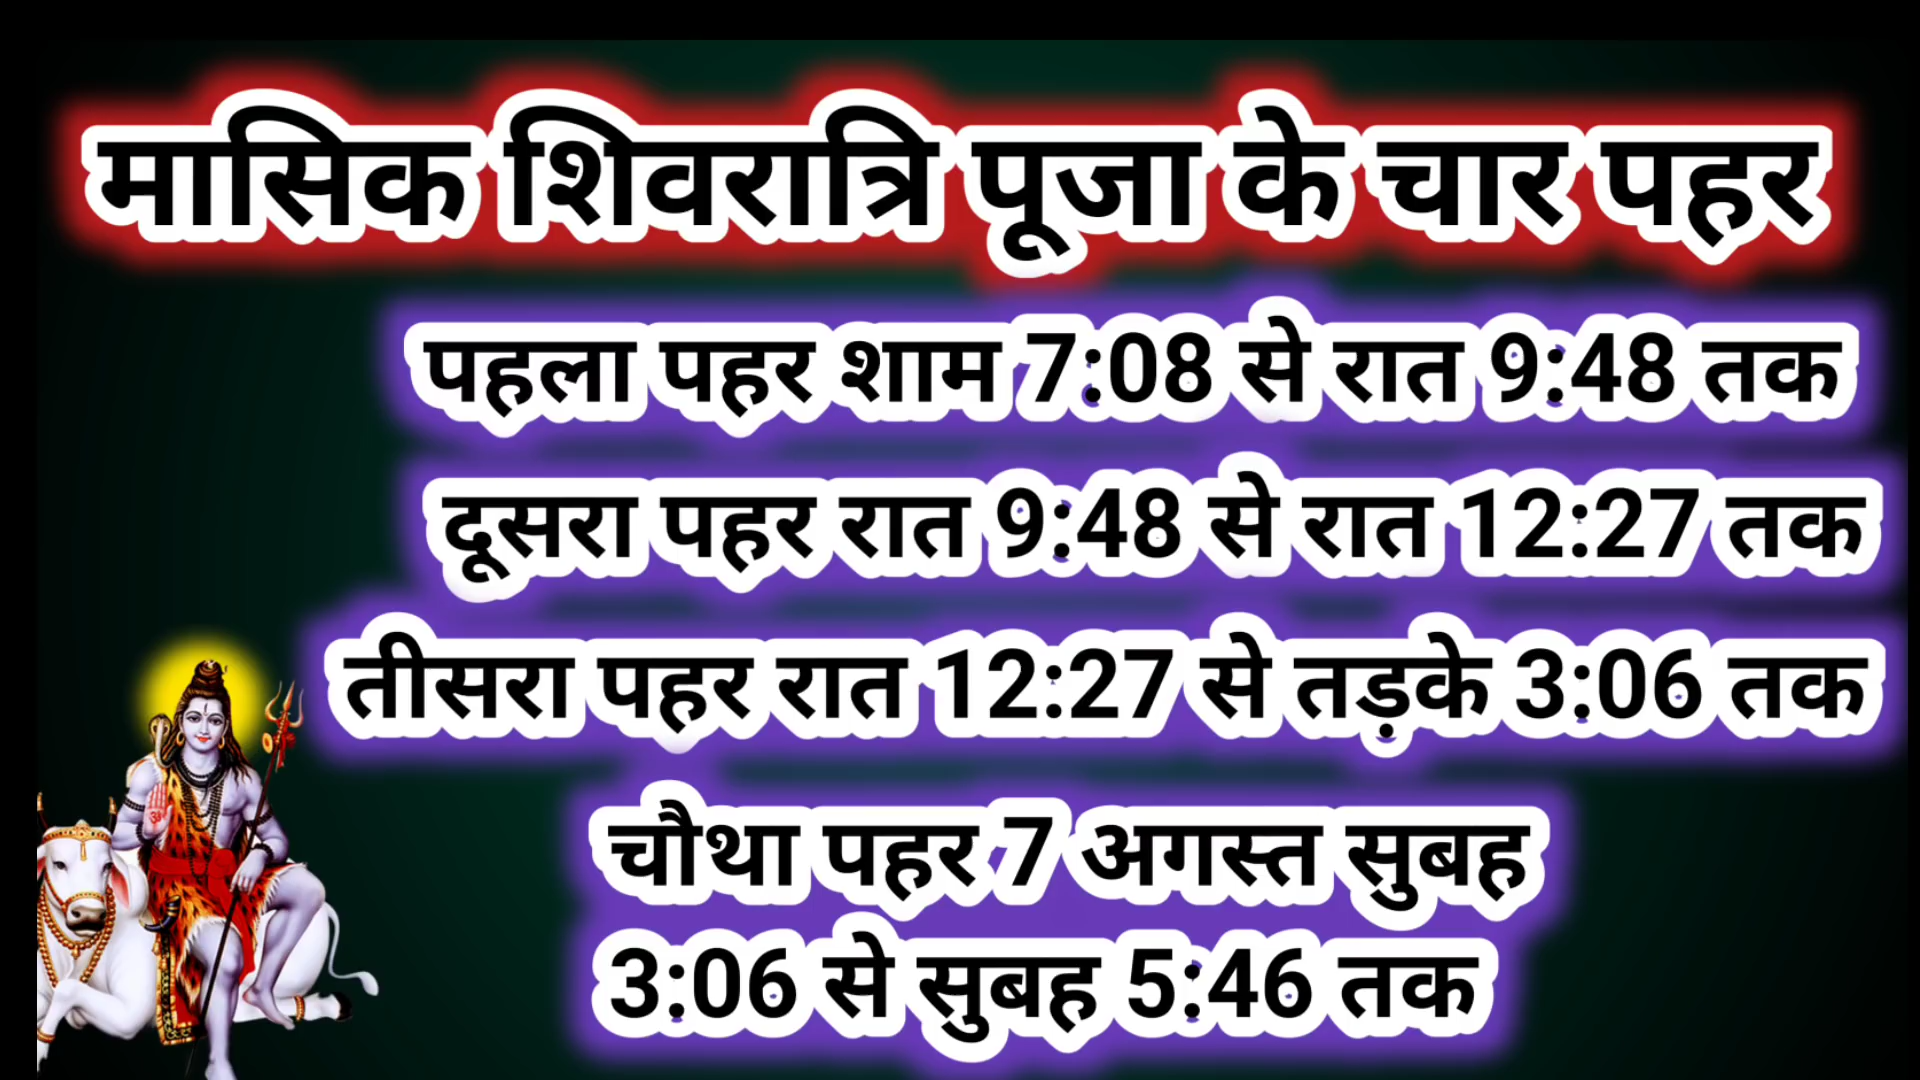 मासिक शिवरात्रि पूजा के चार पहर
पहला पहर शाम 7:08 से रात 9:48 तक
दूसरा पहर रात 9:48 से रात 12:27 तक
तीसरा पहर रात 12:27 से तड़के 3:06 तक
चौथा पहर 7 अगस्त सुबह
3:06 से सुबह 5:46 तक